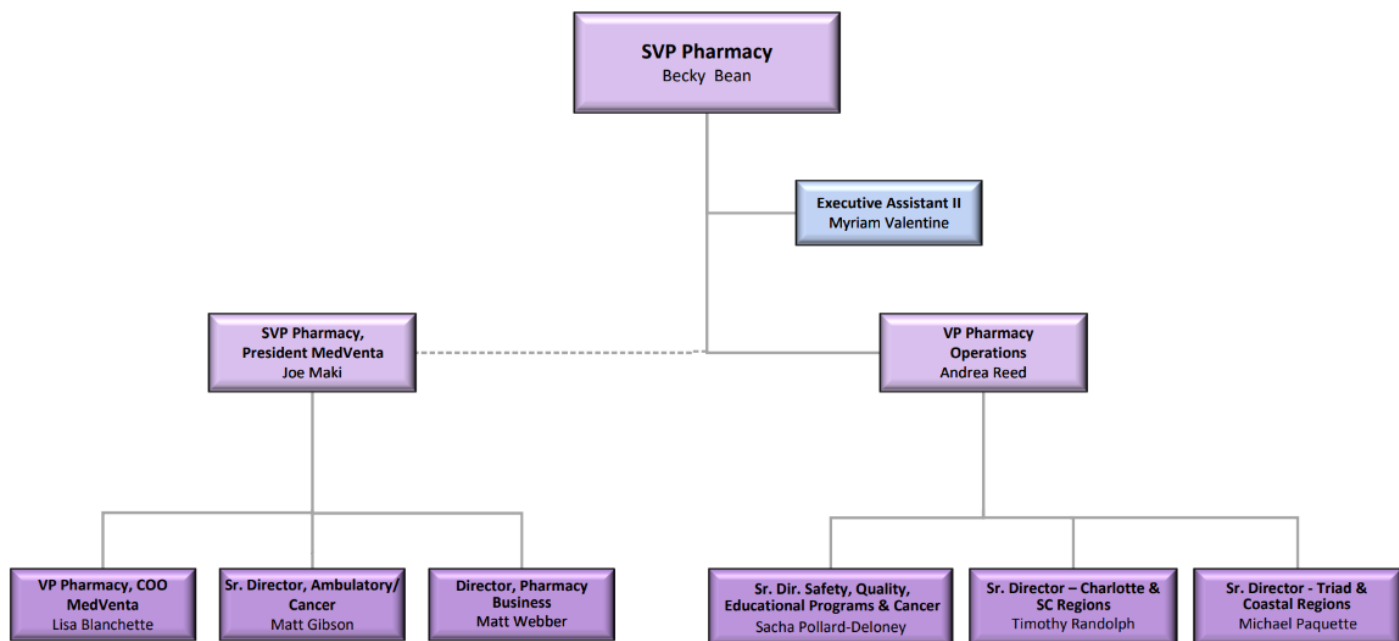 SVP Pharmacy
Becky Bean
Executive Assistant II
Myriam Valentine
SVP Pharmacy,
President MedVenta
Joe Maki
VP Pharmacy
Operations
Andrea Reed
VP Pharmacy, COO
MedVenta
Lisa Blanchette
Sr. Director, Ambulatory/
Cancer
Matt Gibson
Director, Pharmacy
Business
Matt Webber
Sr. Dir. Safety, Quality,
Educational Programs & Cancer
Sacha Pollard-Deloney
Sr. Director – Charlotte &
SC Regions
Timothy Randolph
Sr. Director - Triad &
Coastal Regions
Michael Paquette